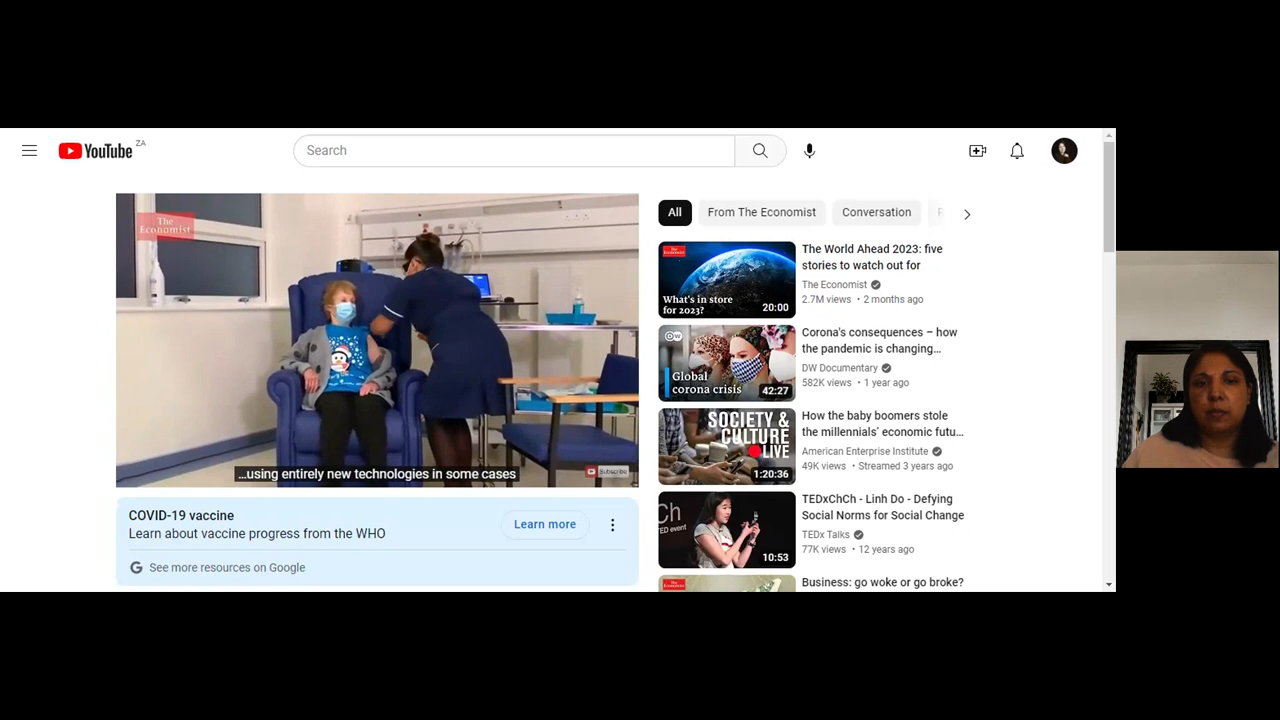 YouTube ZA
Search
The
Economist
...using entirely new technologies in some cases
Subscribe
COVID-19 vaccine
Learn about vaccine progress from the WHO
Learn more
See more resources on Google
All
From The Economist
Conversation
What's in store
for 2023?
20:00
The World Ahead 2023: five
stories to watch out for
The Economist
2.7M views • 2 months ago
Global
corona crisis
42:27
Corona's consequences – how
the pandemic is changing...
DW Documentary
582K views • 1 year ago
SOCIETY &
CULTURE
LIVE
1:20:36
How the baby boomers stole
the millennials' economic futu...
American Enterprise Institute
49K views • Streamed 3 years ago
Ch
ED event
10:53
TEDxChCh - Linh Do - Defying
Social Norms for Social Change
TEDx Talks
77K views • 12 years ago
Business: go woke or go broke?